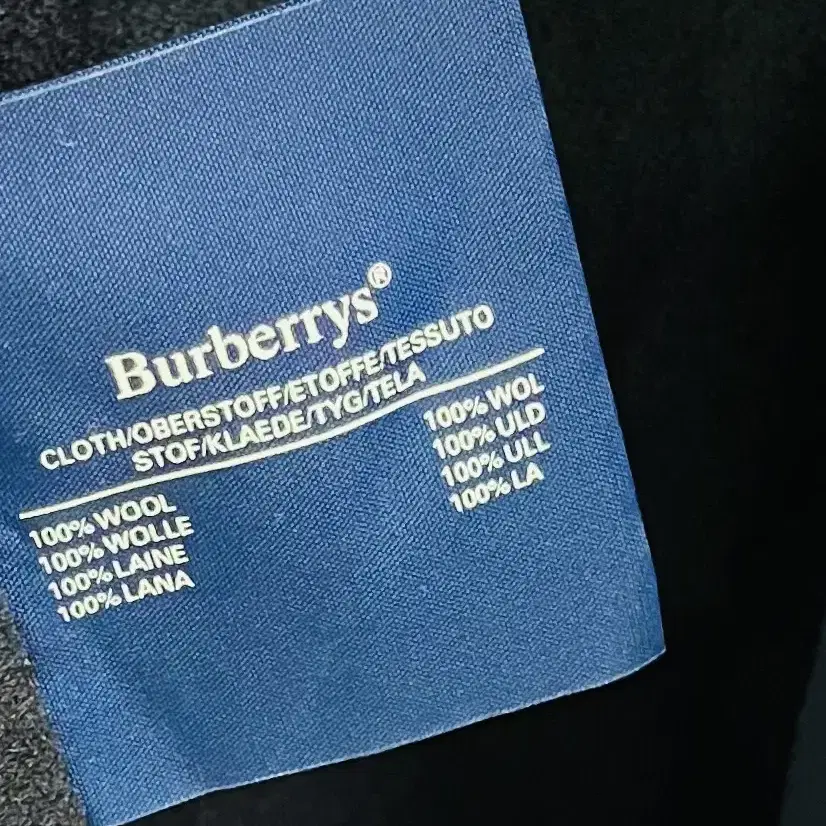 Burberrys®
CLOTH/OBERSTOFF/ETOFFE/TESSUTO
STOF/KLAEDE/TYG/TELA
100% WOOL
100% WOLLE
100% LAINE
100% LANA
100% WOL
100% ULD
100% ULL
100% LA